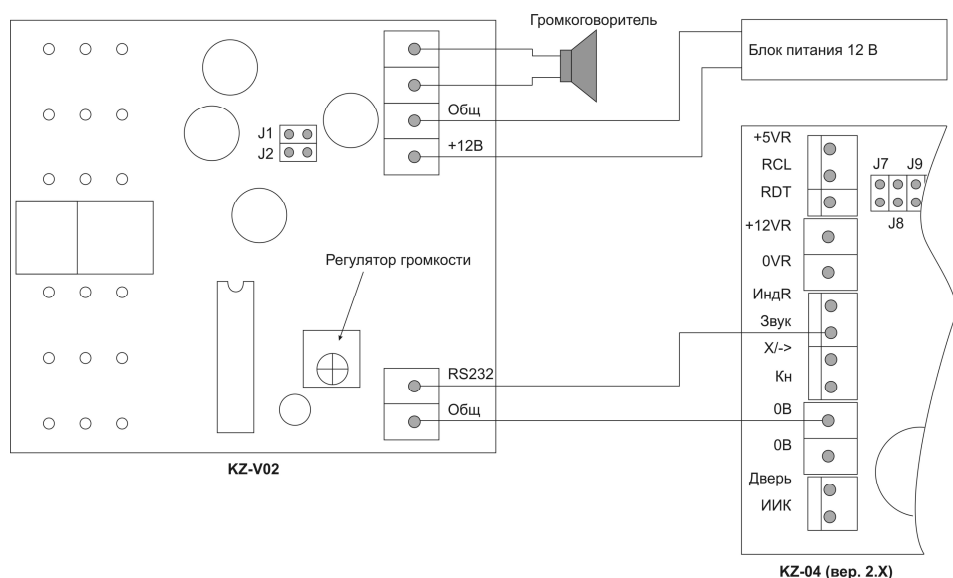 Громкоговоритель
Блок питания 12 В
Общ
+12В
J1
J2
Регулятор громкости
RS232
Общ
KZ-V02
+5VR
RCL
RDT
J7 J9
J8
+12VR
0VR
ИндR
Звук
X/->
Кн
0В
0В
Дверь
ИИК
KZ-04 (вер. 2.X)